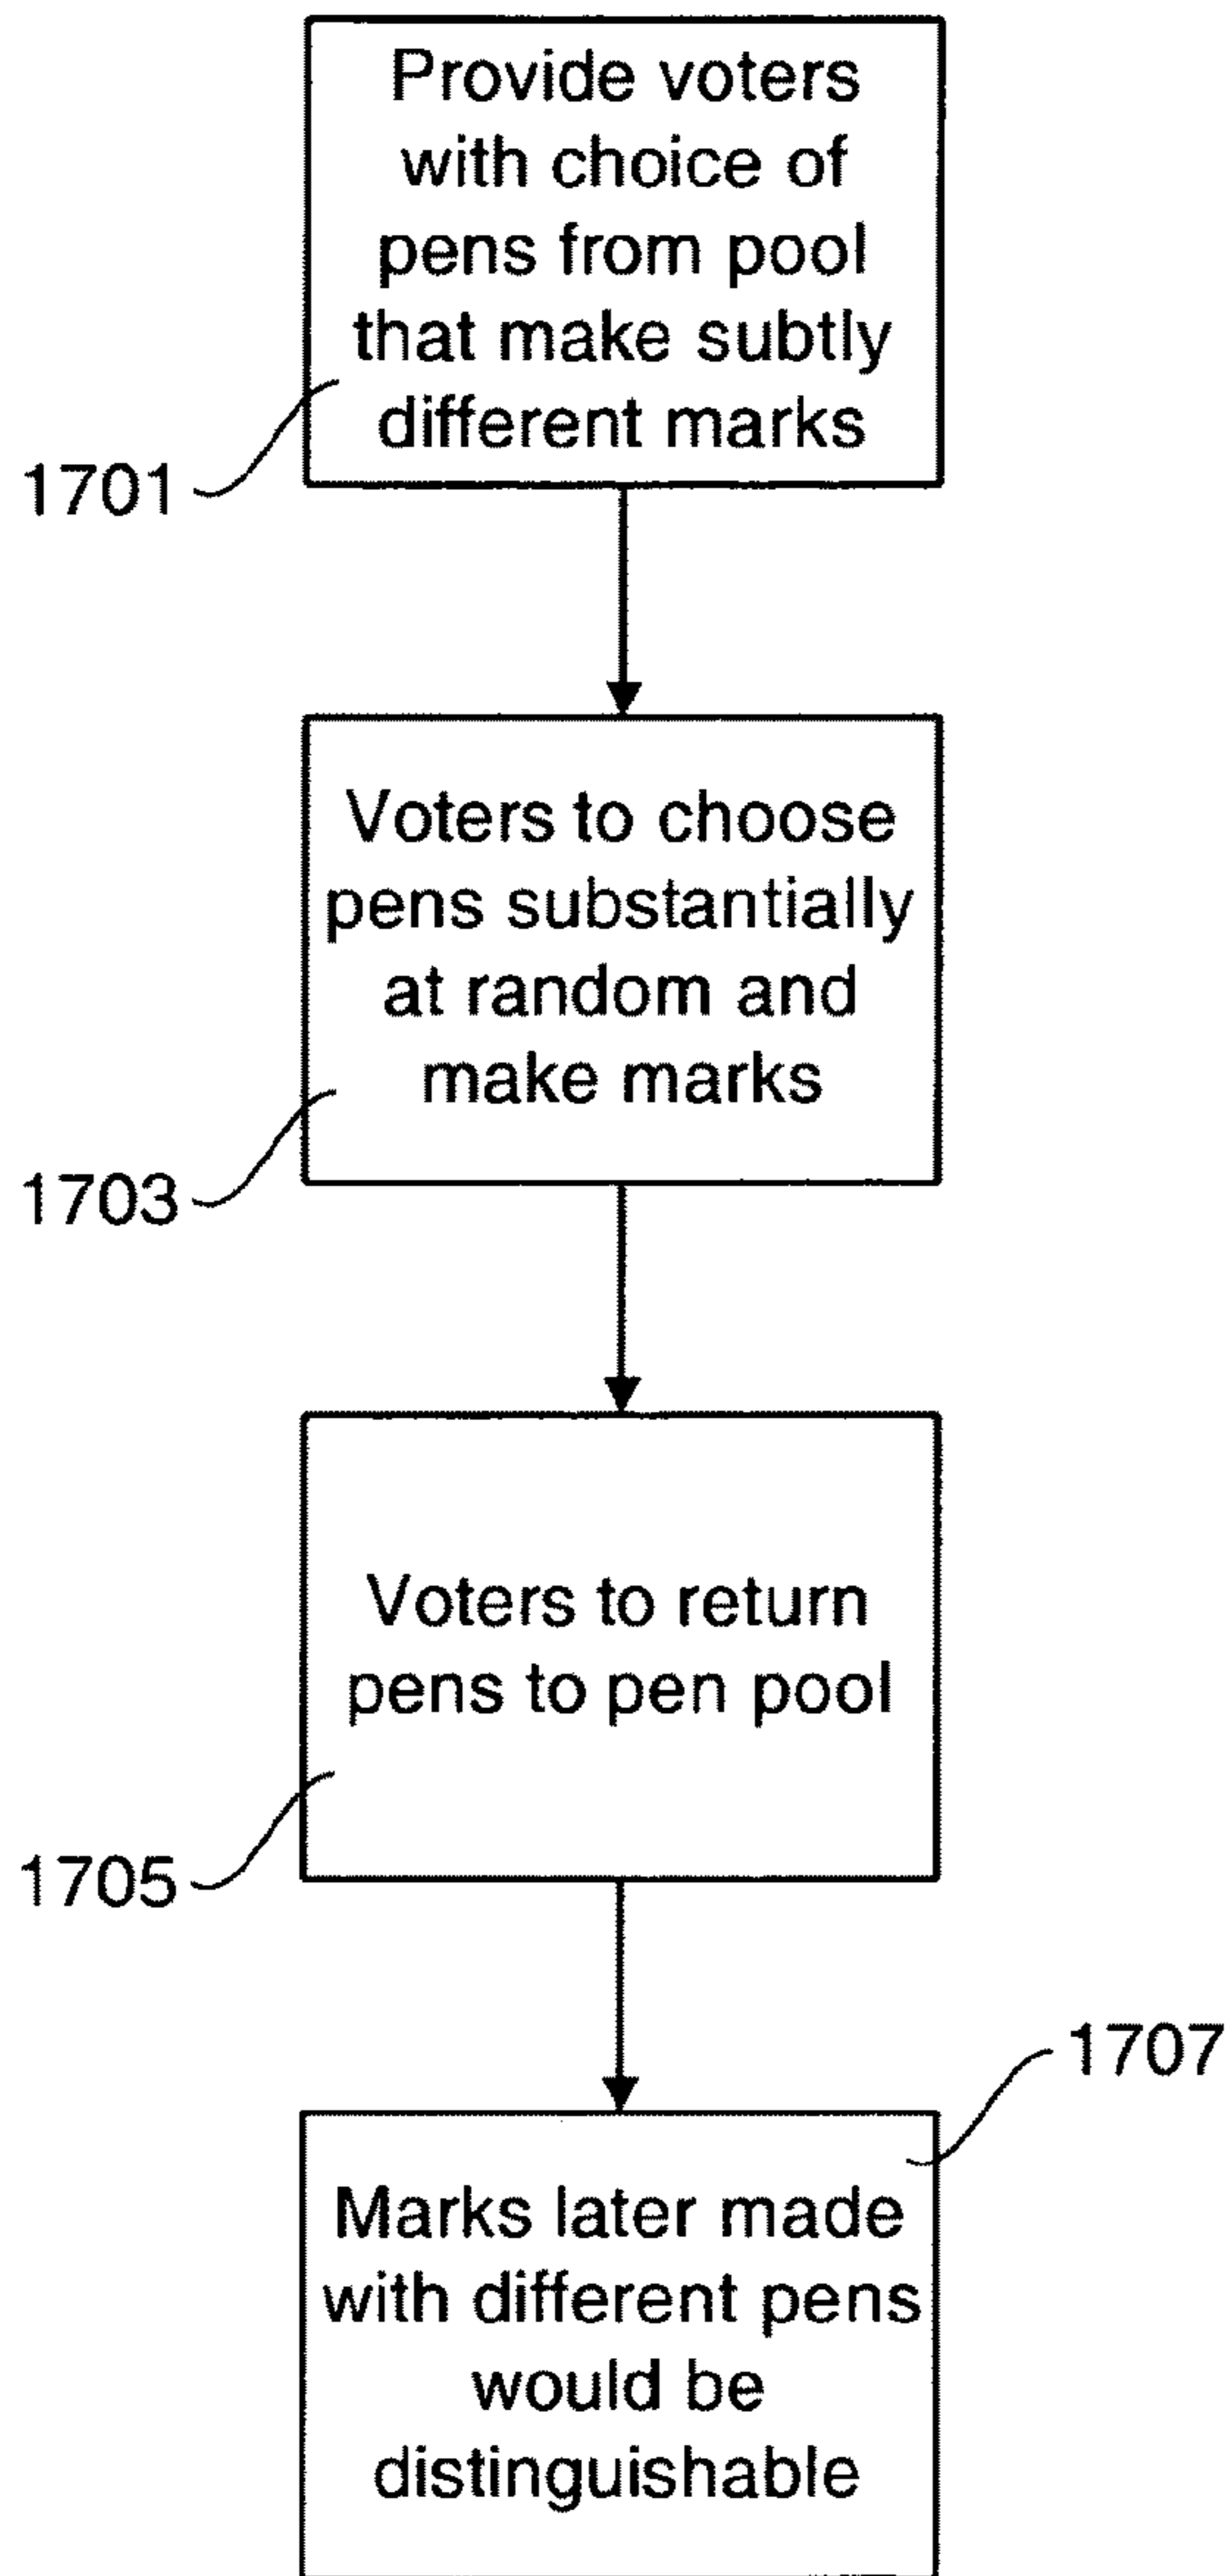 Provide voters
with choice of
pens from pool
that make subtly
different marks
1701
Voters to choose
pens substantially
at random and
make marks
1703
Voters to return
pens to pen pool
1705
1707
Marks later made
with different pens
would be
distinguishable